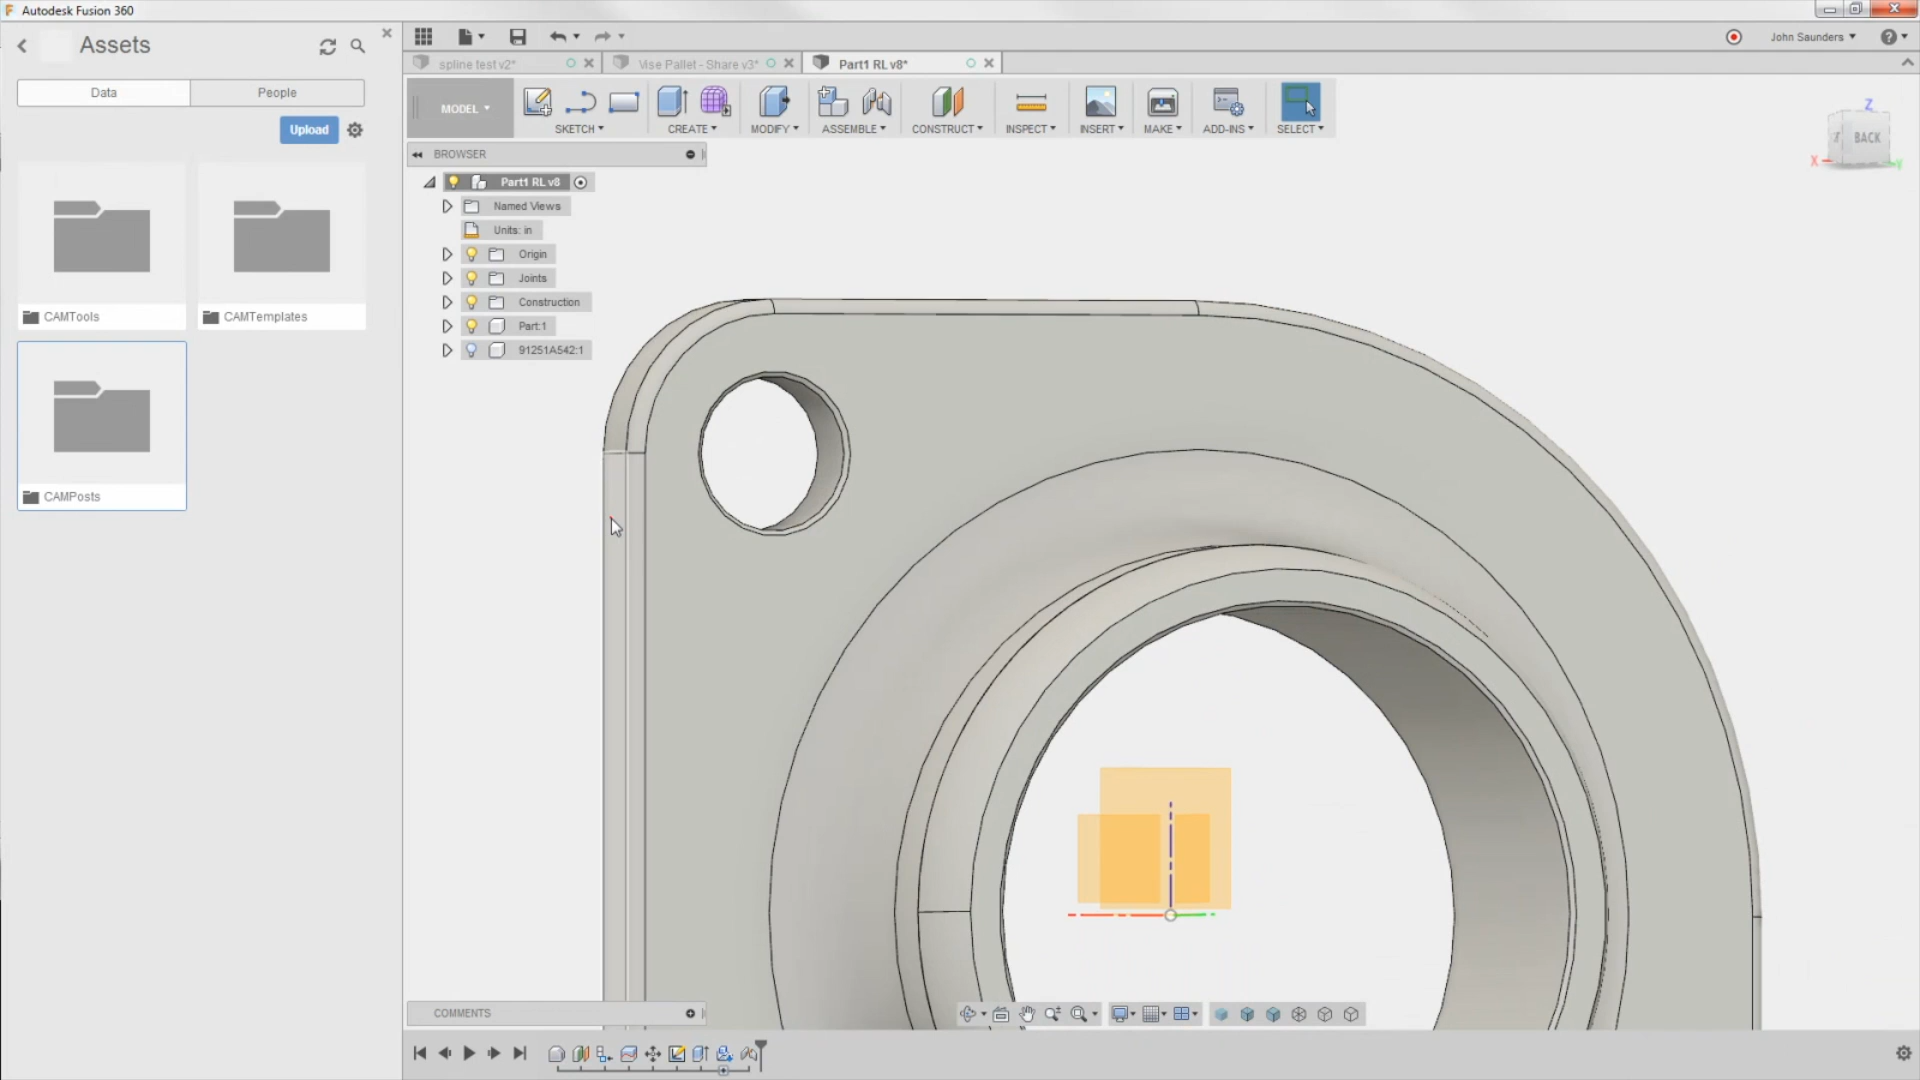 Autodesk Fusion 360
Assets
Data
People
Upload
CAMTools
CAMTemplates
CAMPosts
John Saunders
spline test v2*
Vise Pallet - Share v3*
Part1 RL v8*
MODEL
SKETCH
CREATE
MODIFY
ASSEMBLE
CONSTRUCT
INSPECT
INSERT
MAKE
ADD-INS
SELECT
BROWSER
Part1 RL v8
Named Views
Units: in
Origin
Joints
Construction
Part:1
91251A542:1
Z
BACK
X
Y
COMMENTS